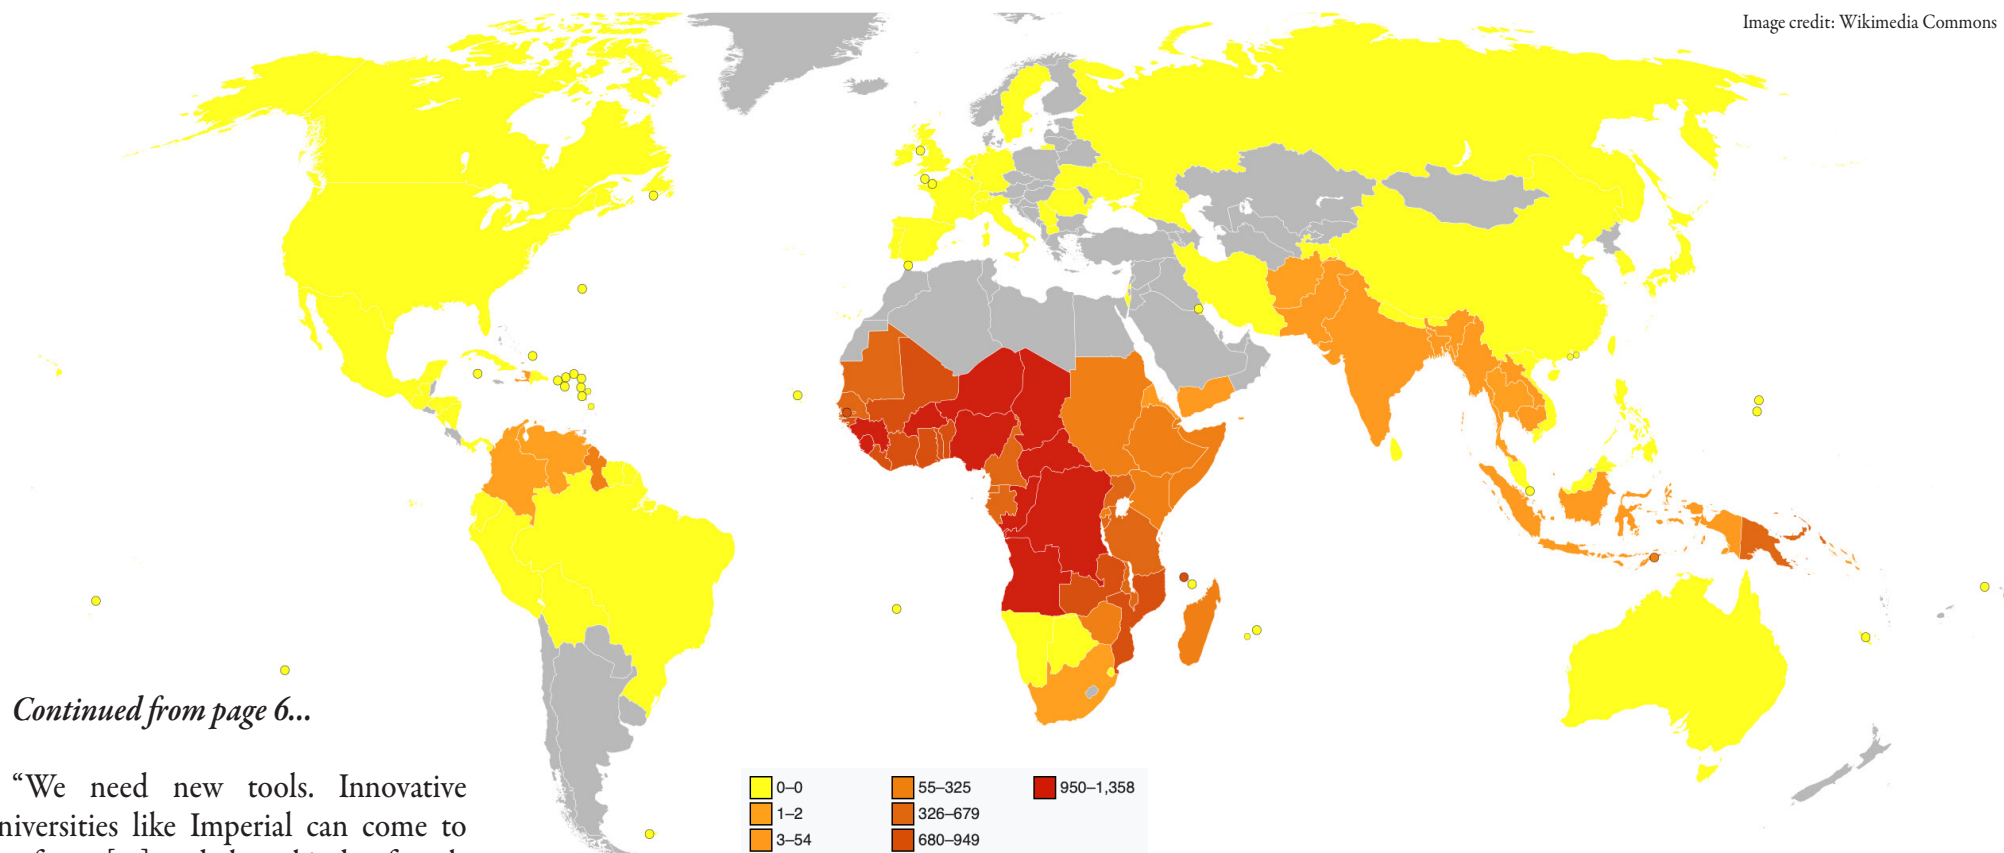 Image credit: Wikimedia Commons
Continued from page 6...
“We need new tools. Innovative
niversities like Imperial can come to
0–0
1–2
3–54
55–325
326–679
680–949
950–1,358